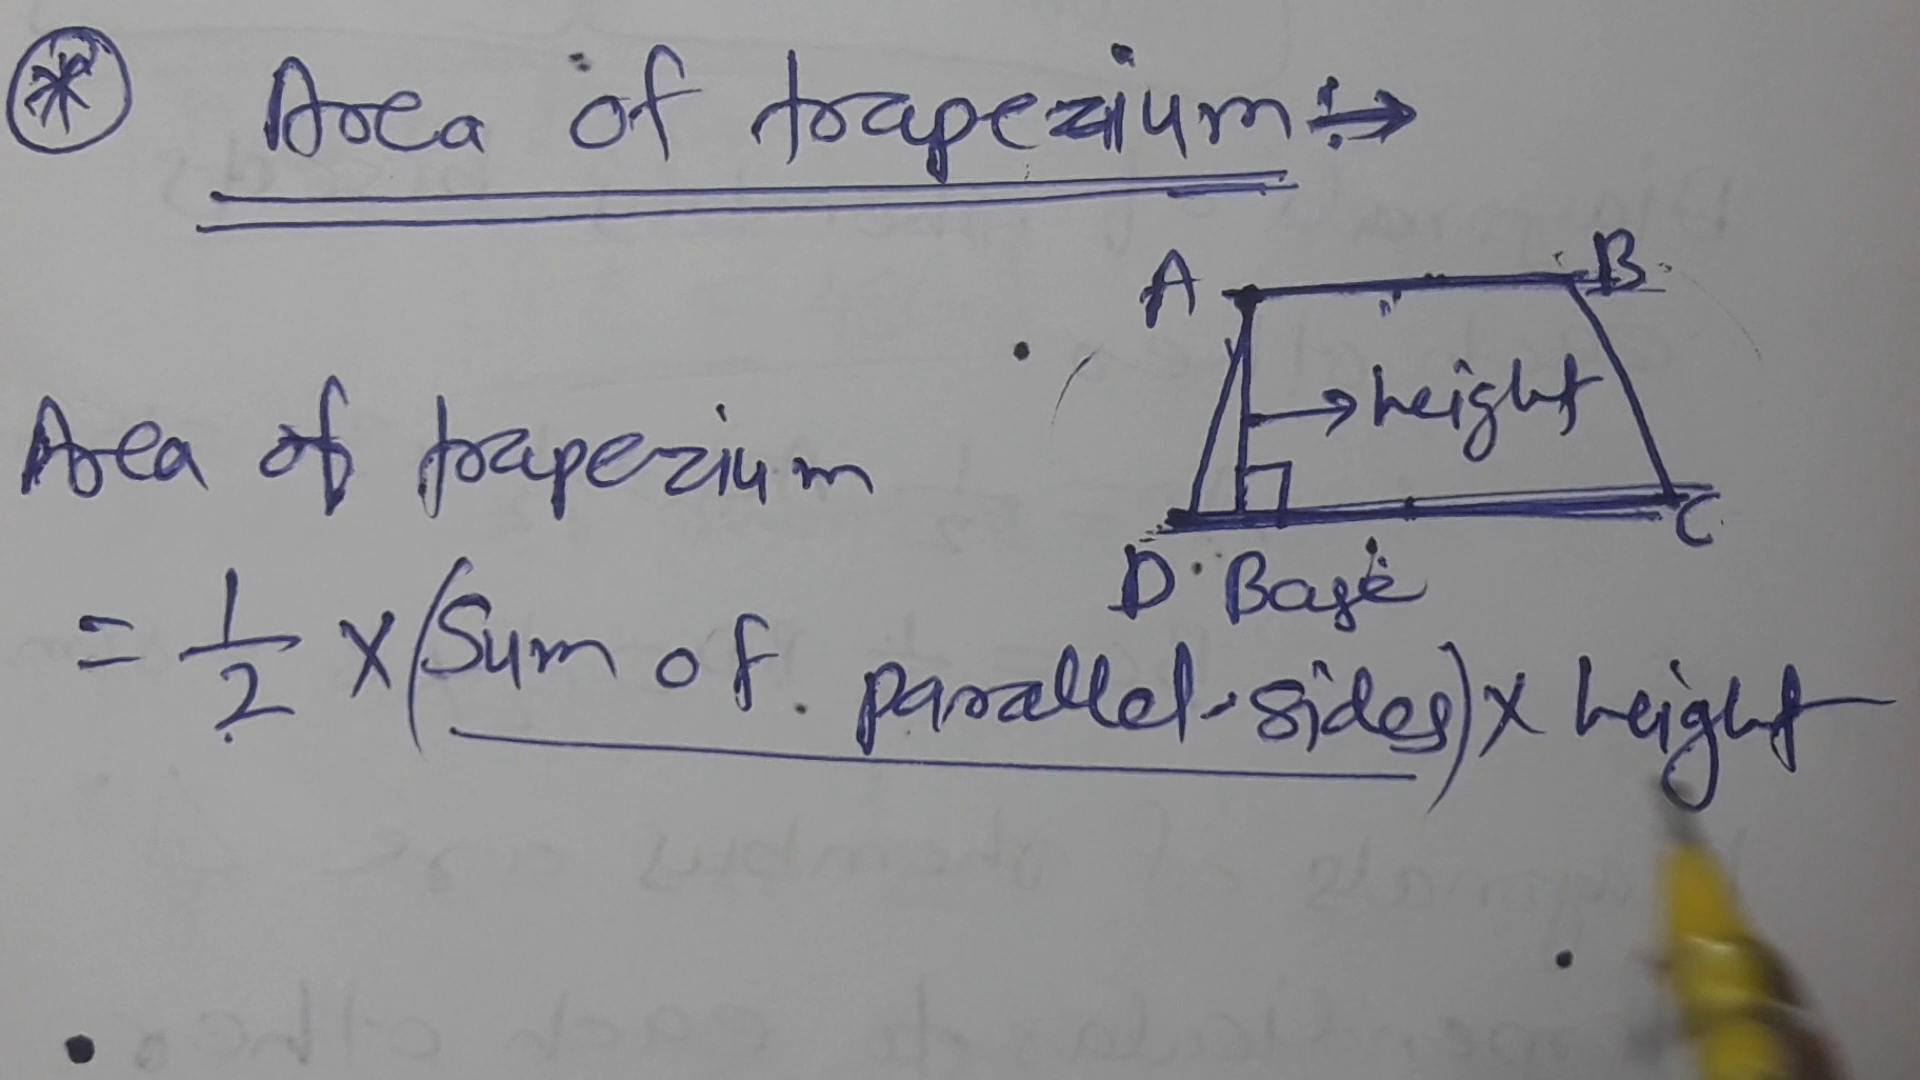 Area of trapezium :→
A B
→ height
Area of trapezium
D C
Base
= 1/2 × (Sum of parallel sides) × height